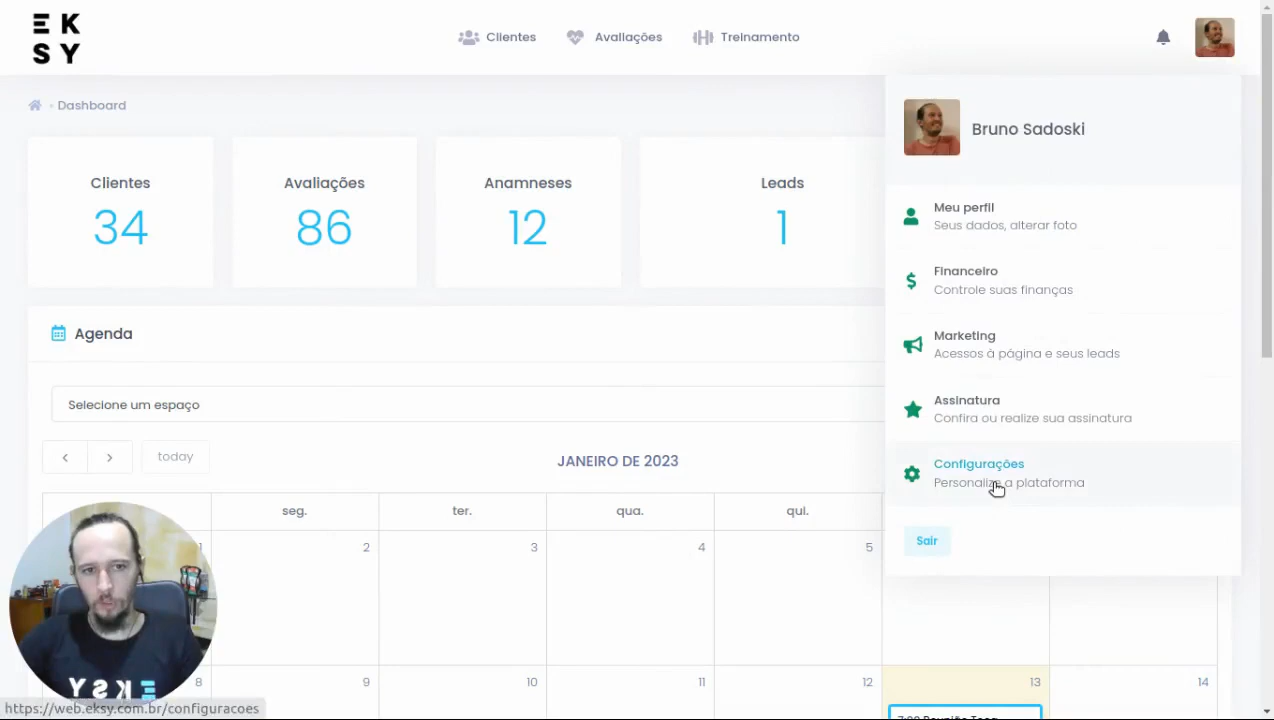 E K
S Y
Clientes
Avaliações
Treinamento
Dashboard
Bruno Sadoski
Clientes
34
Avaliações
86
Anamneses
12
Leads
1
Meu perfil
Seus dados, alterar foto
Financeiro
Controle suas finanças
Marketing
Acessos à página e seus leads
Assinatura
Confira ou realize sua assinatura
Configurações
Personalize a plataforma
Sair
Agenda
Selecione um espaço
today
JANEIRO DE 2023
seg.
ter.
qua.
qui.
1
2
3
4
5
8
9
10
11
12
13
14
EKSY
https://web.eksy.com.br/configuracoes